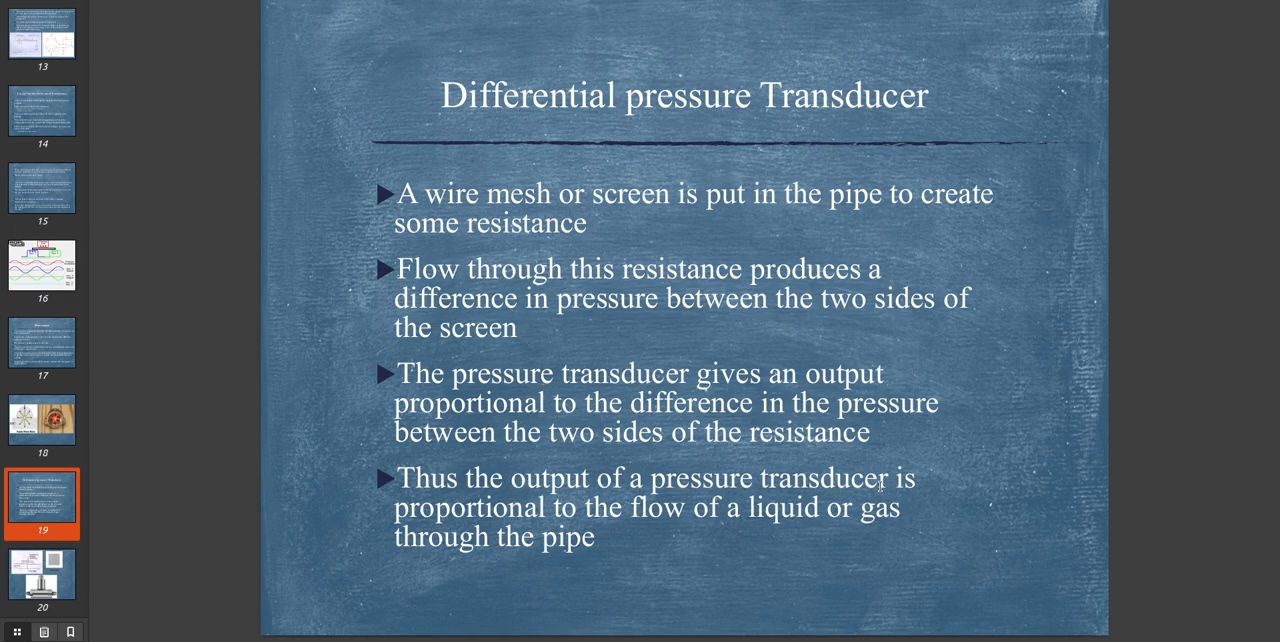 13
14
15
16
17
18
19
20
Differential pressure Transducer
A wire mesh or screen is put in the pipe to create
some resistance
Flow through this resistance produces a
difference in pressure between the two sides of
the screen
The pressure transducer gives an output
proportional to the difference in the pressure
between the two sides of the resistance
Thus the output of a pressure transducer is
proportional to the flow of a liquid or gas
through the pipe